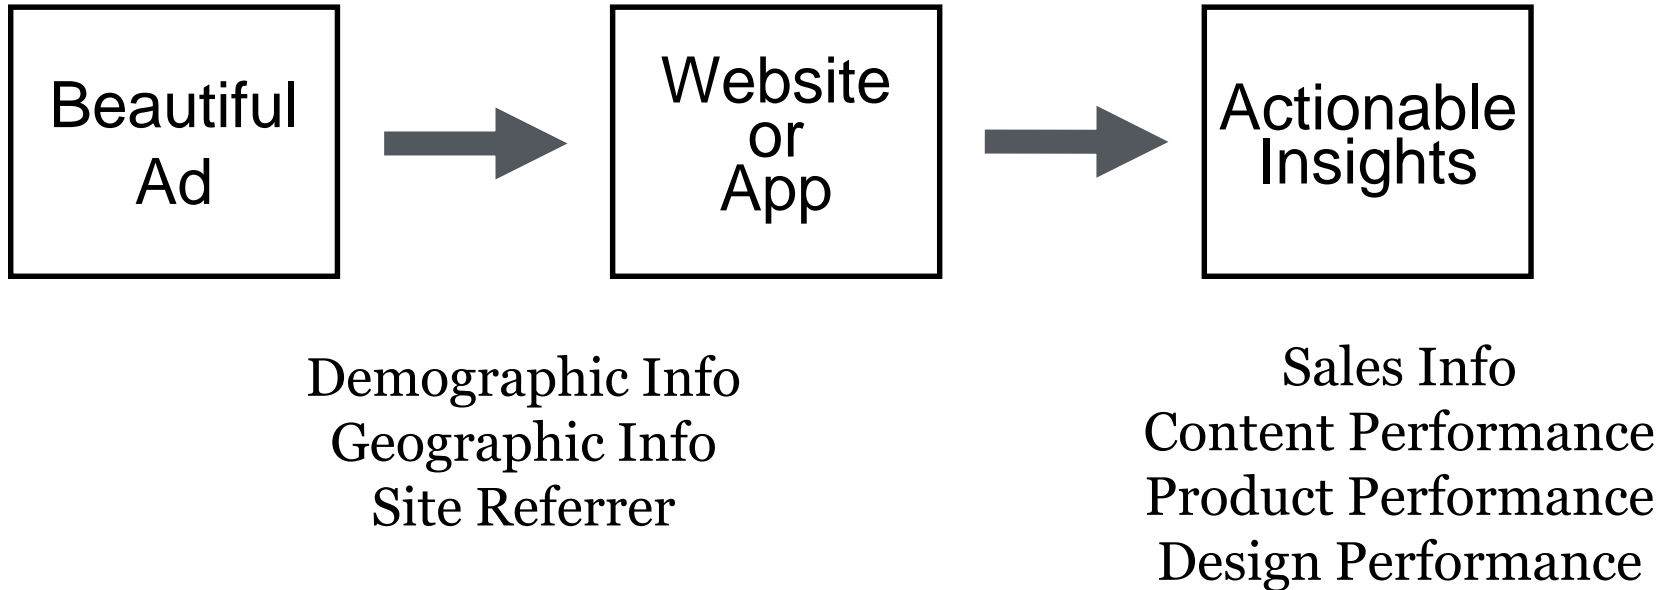 Beautiful
Ad
Website
or
App
Actionable
Insights
Demographic Info
Geographic Info
Site Referrer
Sales Info
Content Performance
Product Performance
Design Performance